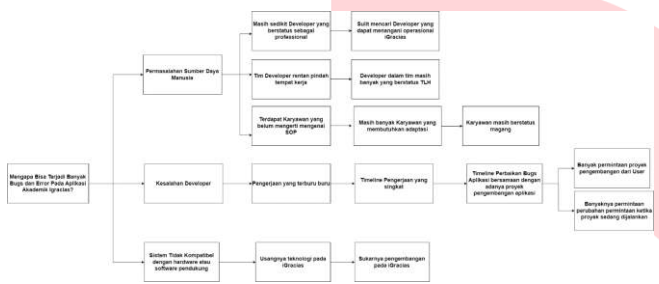 Masih sedikit Developer yang
berstatus sebagai
professional
Sulit mencari Developer yang
dapat menangani operasional
iGracias
Permasalahan Sumber Daya
Manusia
Tim Developer rentan pindah
tempat kerja
Developer dalam tim masih
banyak yang berstatus TLH
Terdapat Karyawan yang
belum mengerti mengenai
SOP
Masih banyak Karyawan yang
membutuhkan adaptasi
Karyawan masih berstatus
magang
Mengapa Bisa Terjadi Banyak
Bugs dan Error Pada Aplikasi
Akademik Igracias?
Kesalahan Developer
Pengerjaan yang terburu buru
Timeline Pengerjaan yang
singkat
Timeline Perbaikan Bugs
Aplikasi bersamaan dengan
adanya proyek
pengembangan aplikasi
Banyak permintaan proyek
pengembangan dari User
Banyaknya permintaan
perubahan permintaan ketika
proyek sedang dijalankan
Sistem Tidak Kompatibel
dengan hardware atau
software pendukung
Usangnya teknologi pada
iGracias
Sukarnya pengembangan
pada iGracias